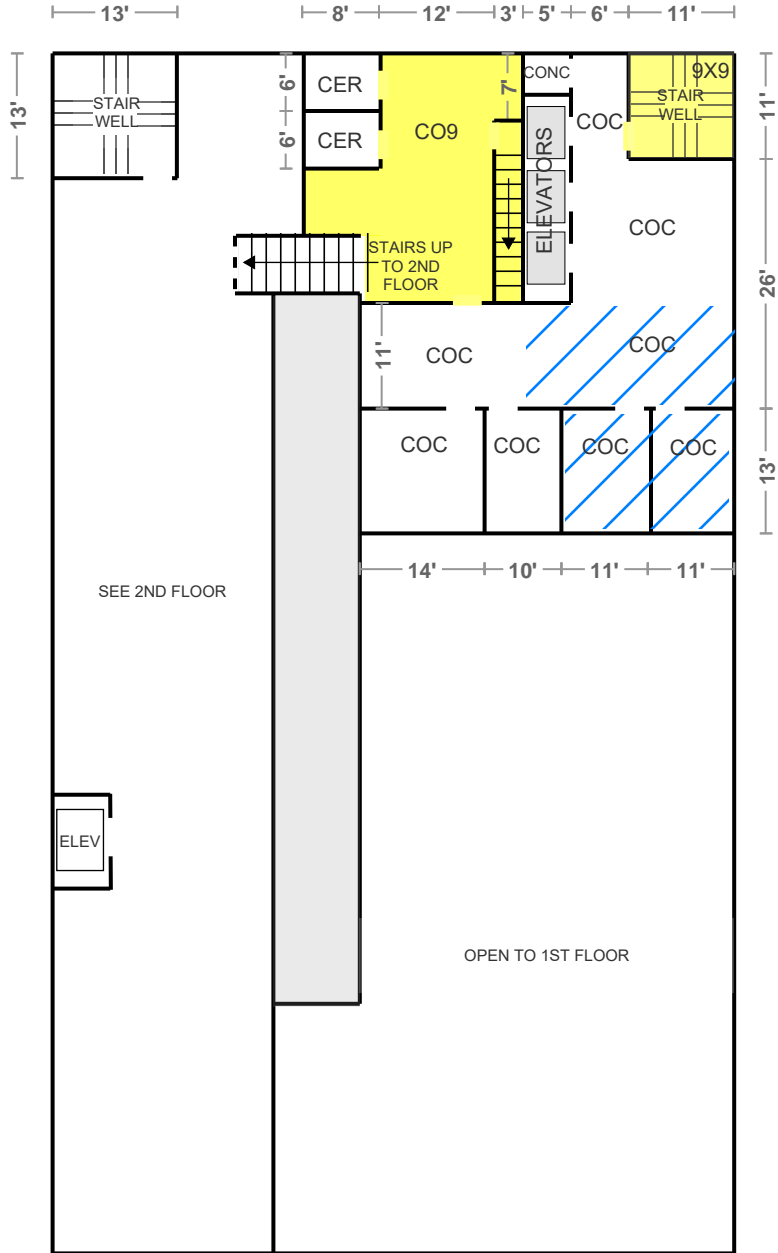 13'
8'
12'
3'
5'
6'
11'
13'
STAIR
WELL
6'
6'
CER
CER
CO9
7'
CONC
ELEVATORS
COC
9X9
STAIR
WELL
11'
COC
STAIRS UP
TO 2ND
FLOOR
26'
11'
COC
COC
COC
COC
COC
COC
13'
14'
10'
11'
11'
SEE 2ND FLOOR
ELEV
OPEN TO 1ST FLOOR